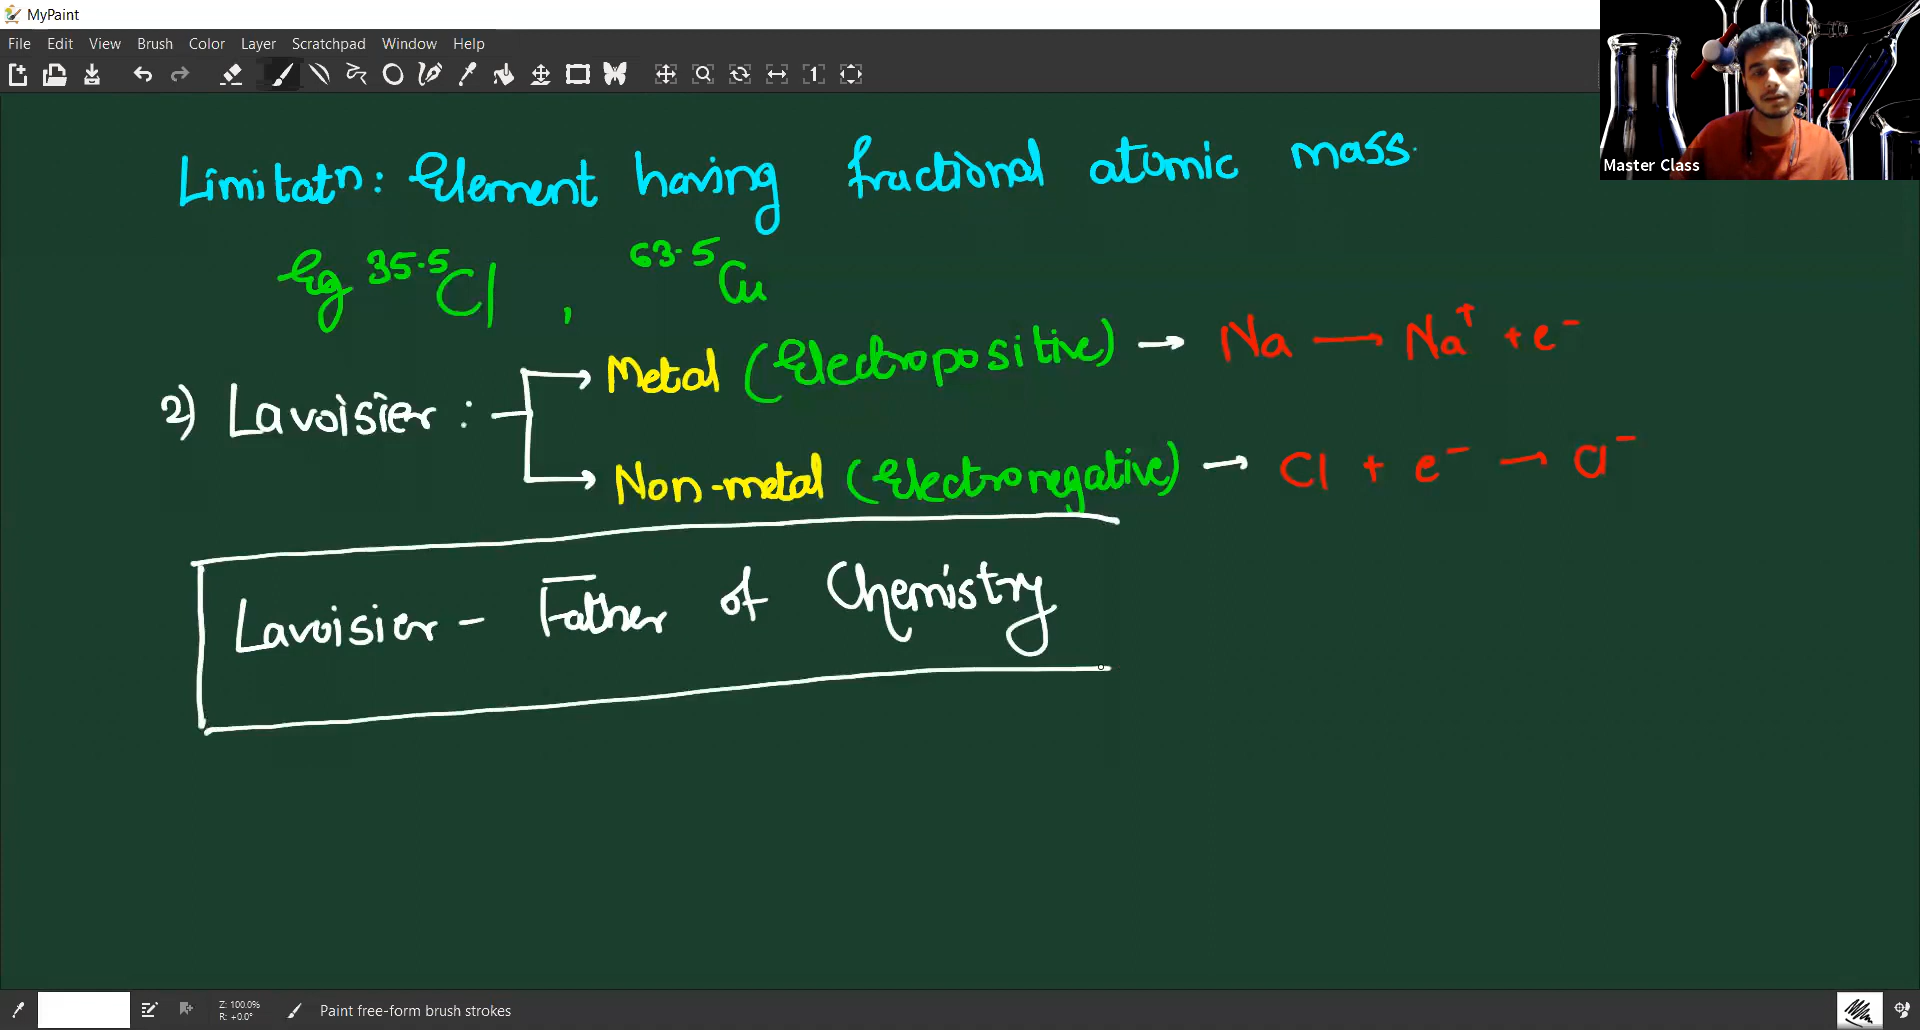 MyPaint
File Edit View Brush Color Layer Scratchpad Window Help
Master Class
Limitatn: Element having fractional atomic mass.
Eg 35.5Cl , 63.5Cu
2) Lavoisier : → Metal (Electropositive) → Na → Na+ + e-
→ Non-metal (Electronegative) → Cl + e- → Cl-
Lavoisier - Father of Chemistry
Z: 100.0%
R: +0.0°
Paint free-form brush strokes